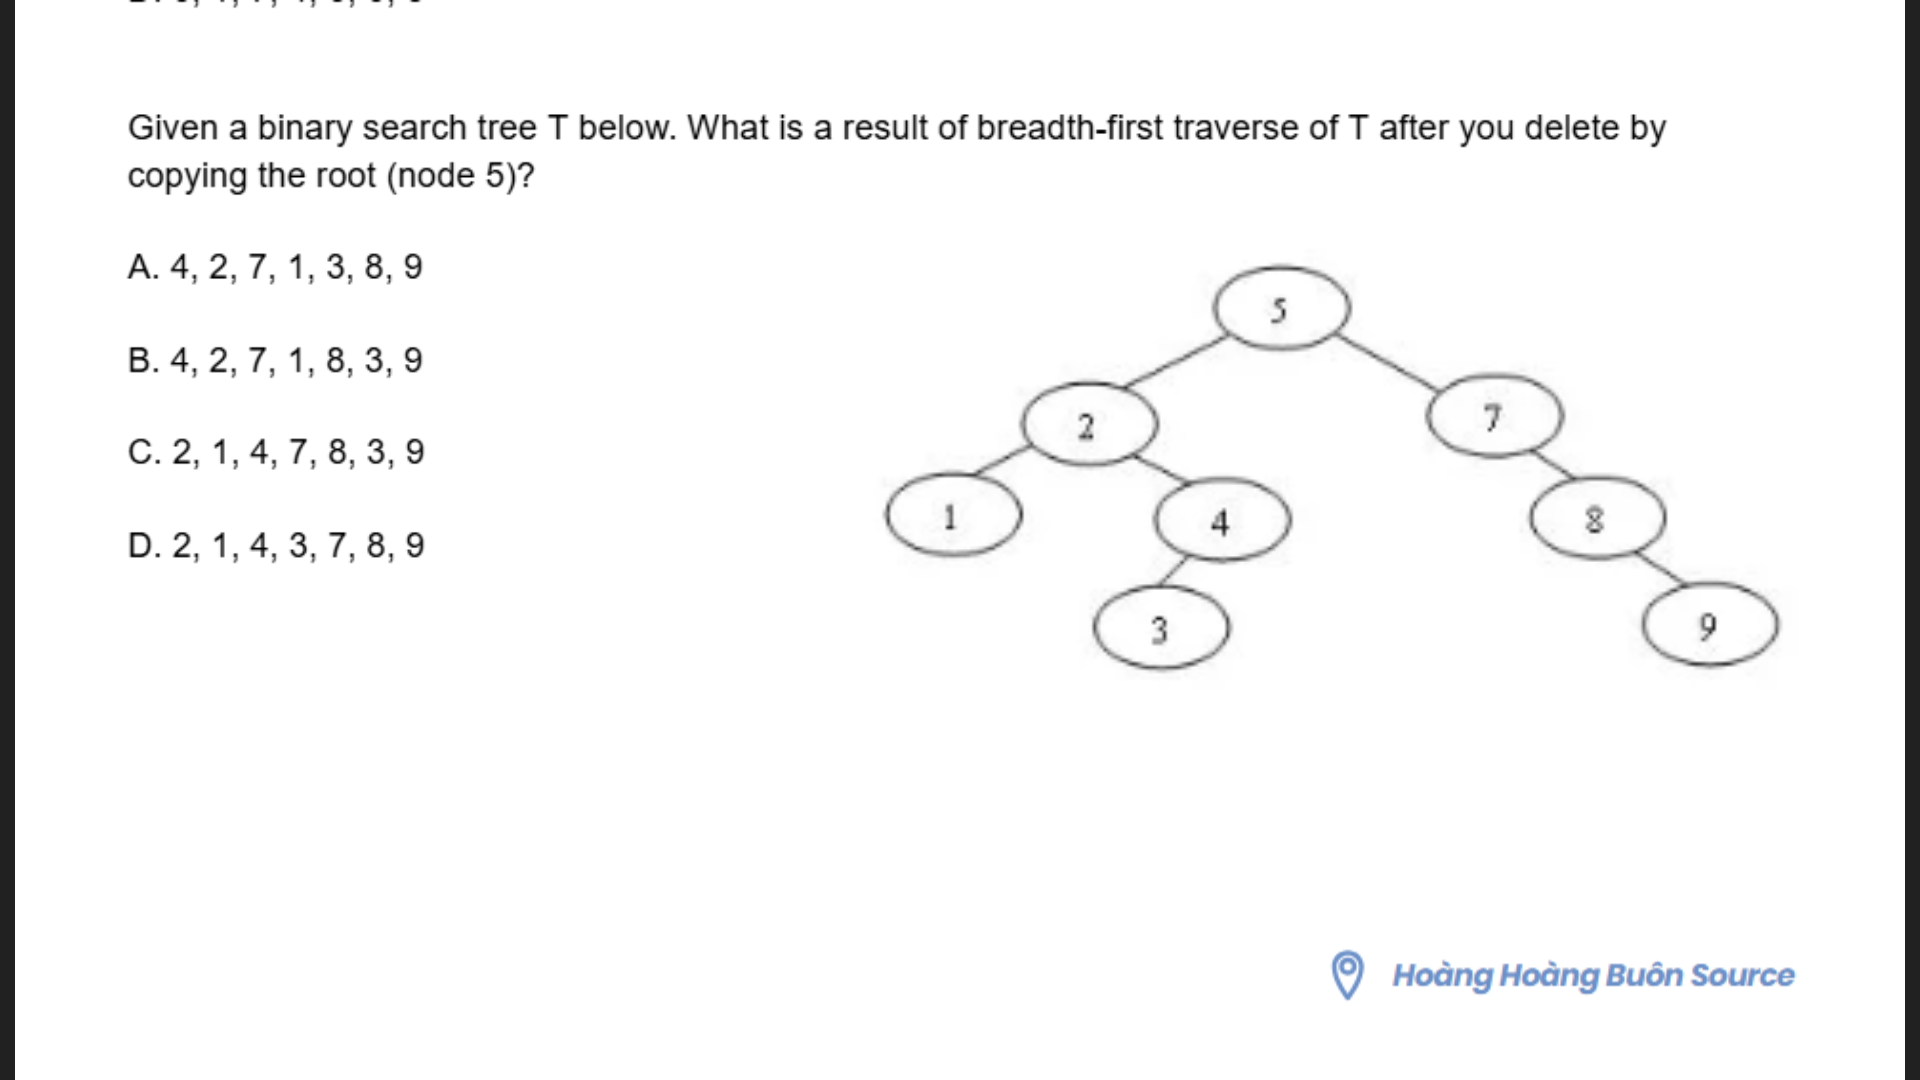 Given a binary search tree T below. What is a result of breadth-first traverse of T after you delete by
copying the root (node 5)?
A. 4, 2, 7, 1, 3, 8, 9
B. 4, 2, 7, 1, 8, 3, 9
C. 2, 1, 4, 7, 8, 3, 9
D. 2, 1, 4, 3, 7, 8, 9
5
2
7
1
4
8
3
9
Hoàng Hoàng Buôn Source